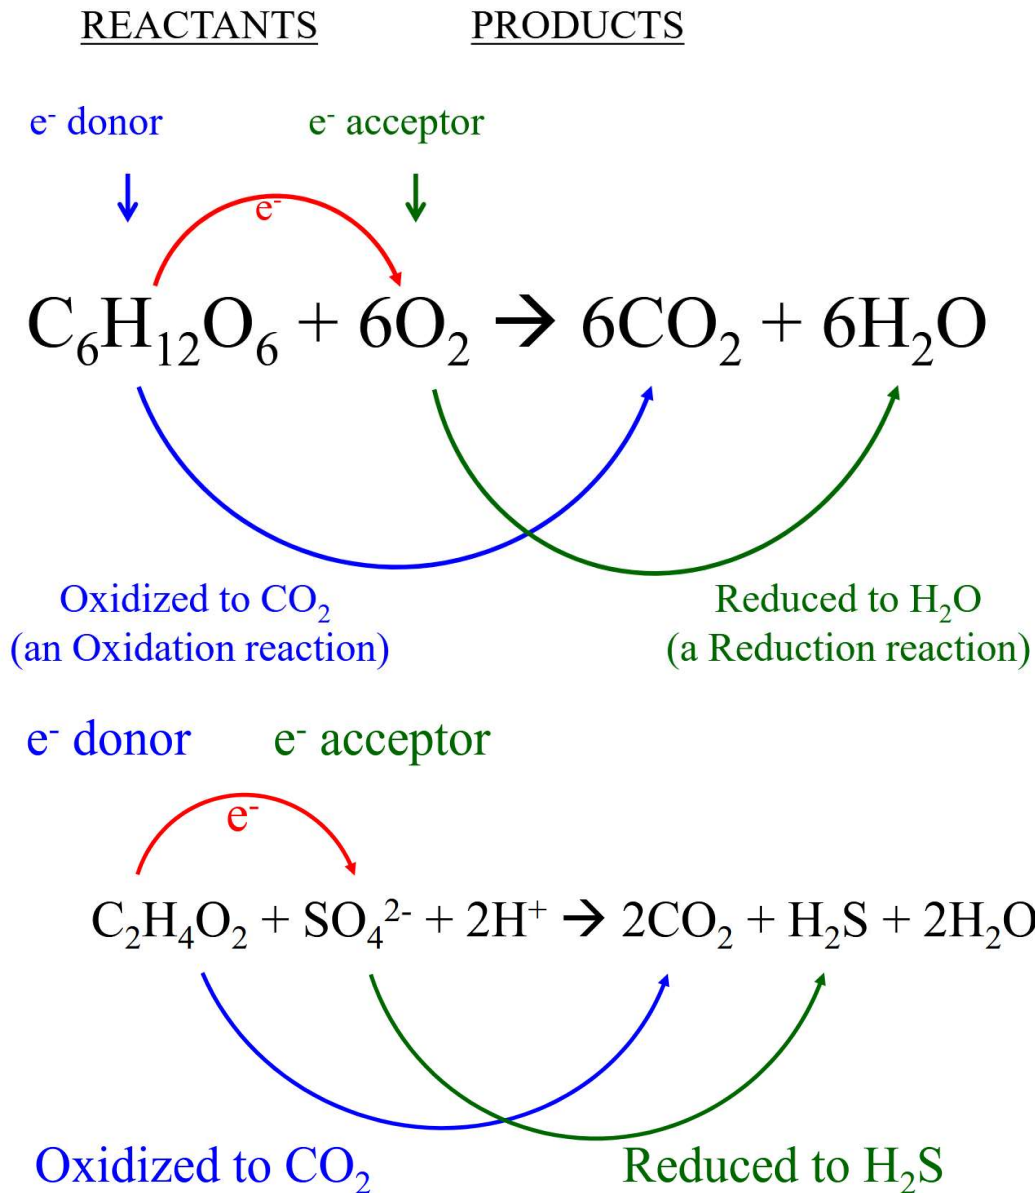 REACTANTS PRODUCTS
e⁻ donor e⁻ acceptor
e⁻
C₆H₁₂O₆ + 6O₂ → 6CO₂ + 6H₂O
Oxidized to CO₂ Reduced to H₂O
(an Oxidation reaction) (a Reduction reaction)
e⁻ donor e⁻ acceptor
e⁻
C₂H₄O₂ + SO₄²⁻ + 2H⁺ → 2CO₂ + H₂S + 2H₂O
Oxidized to CO₂ Reduced to H₂S